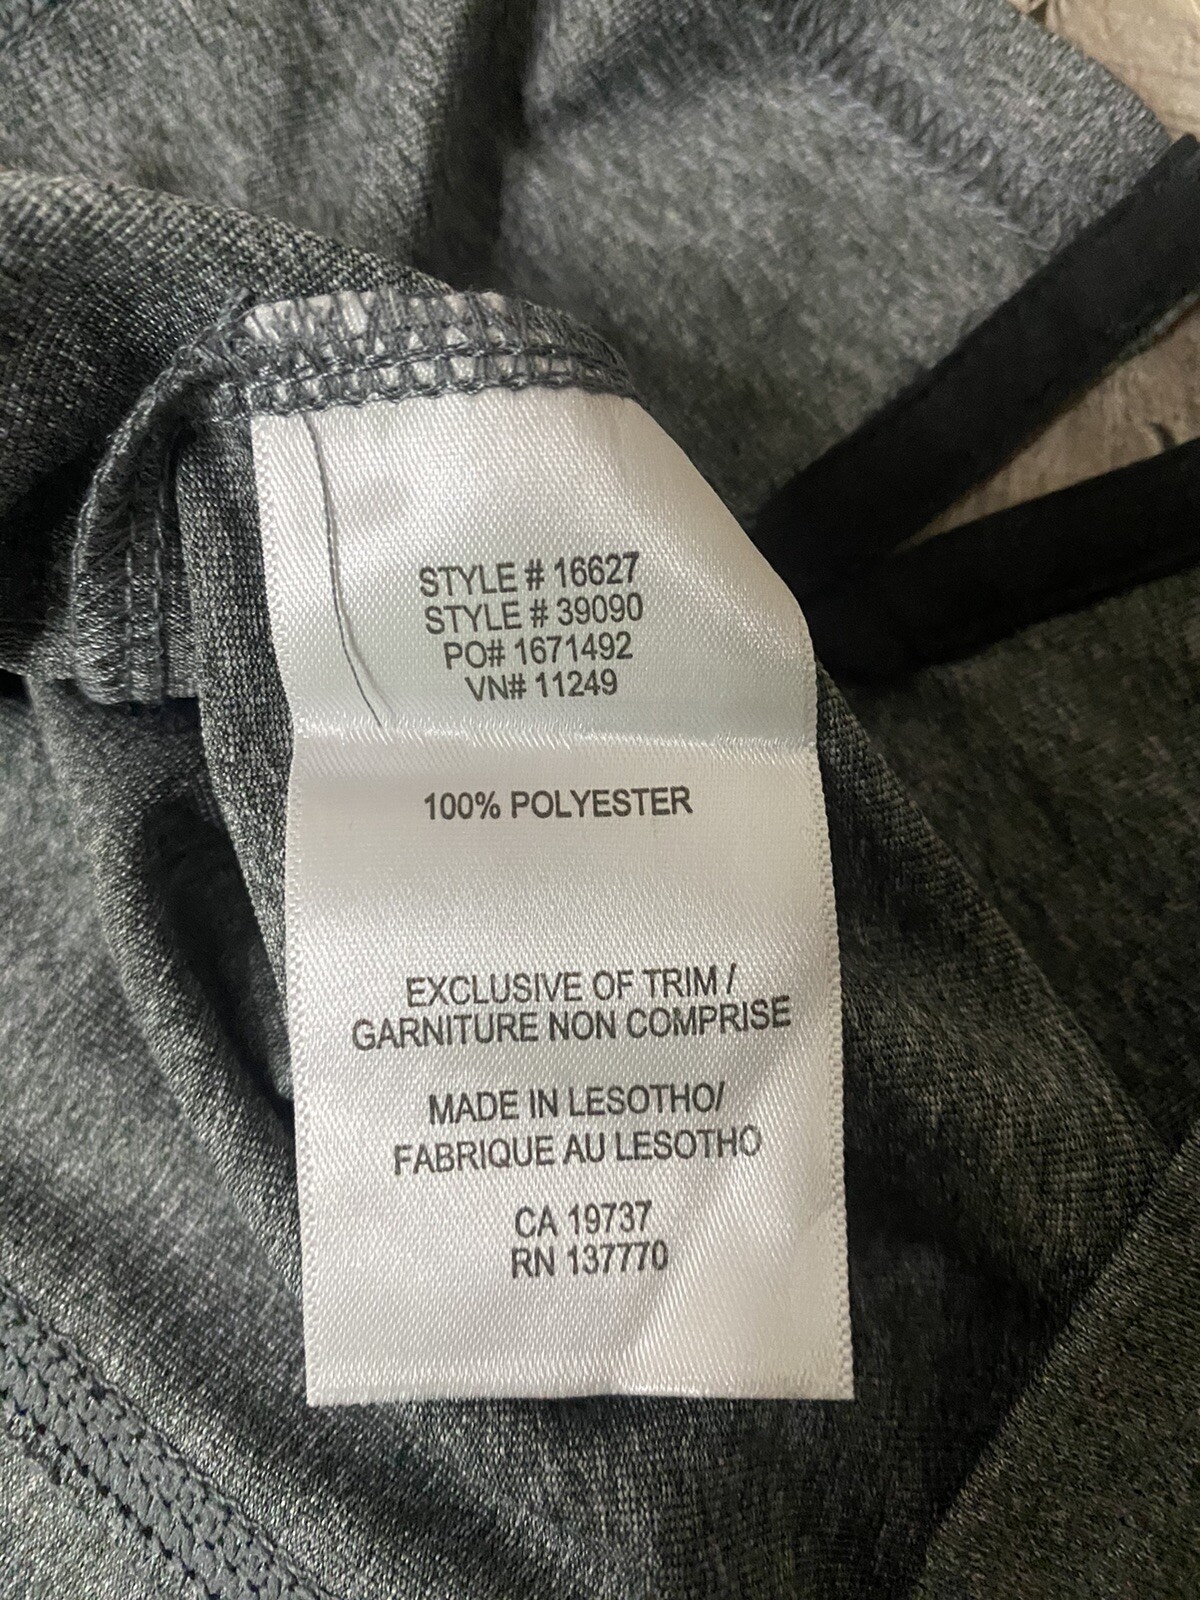 STYLE # 16627
STYLE # 39090
PO# 1671492
VN# 11249
100% POLYESTER
EXCLUSIVE OF TRIM /
GARNITURE NON COMPRISE
MADE IN LESOTHO/
FABRIQUE AU LESOTHO
CA 19737
RN 137770